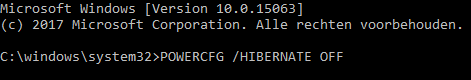 Microsoft Windows [Version 10.0.15063]
(c) 2017 Microsoft Corporation. Alle rechten voorbehouden.
C:\windows\system32>POWERCFG /HIBERNATE OFF